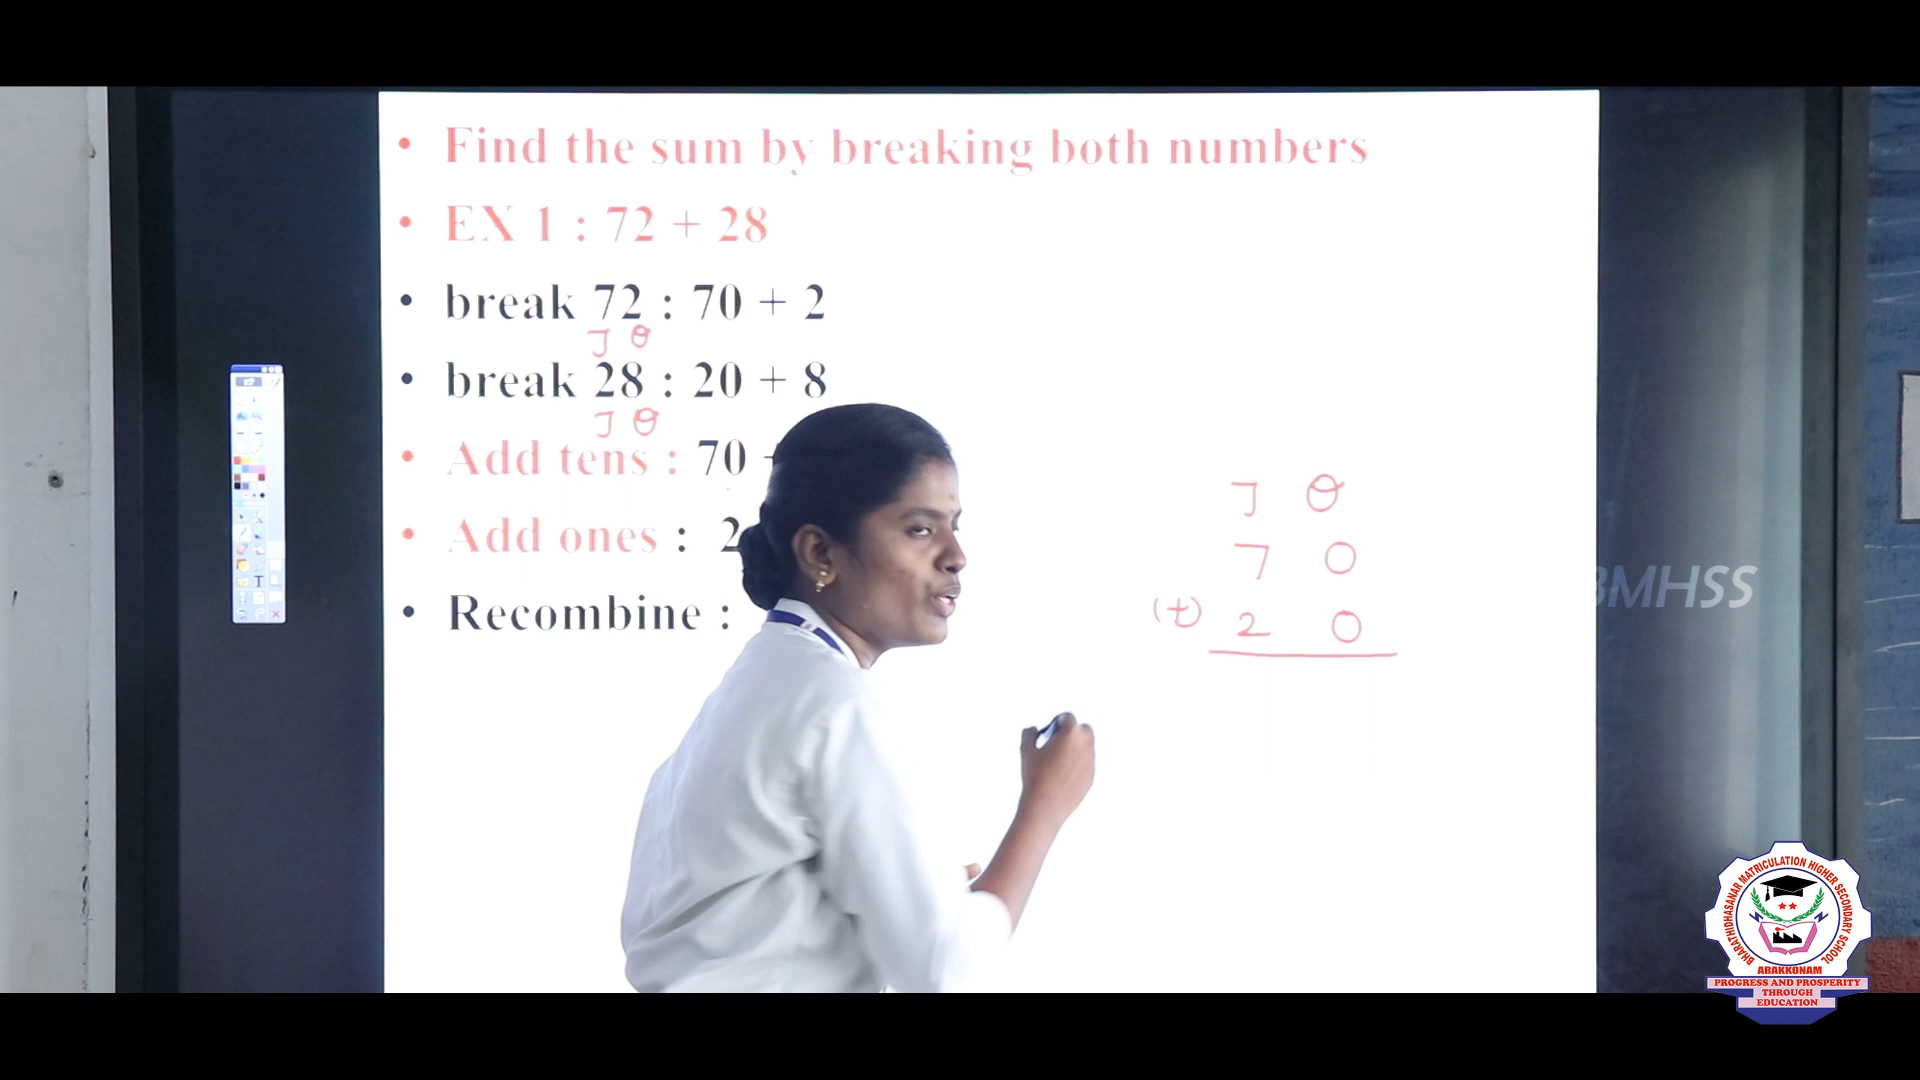 • Find the sum by breaking both numbers
• EX 1 : 72 + 28
• break 72 : 70 + 2
T O
• break 28 : 20 + 8
T O
• Add tens : 70
• Add ones : 2
• Recombine :
T O
7 0
(+) 2 0
BMHSS
BHARATHIDHASANAR MATRICULATION HIGHER SECONDARY SCHOOL
ARAKKONAM
PROGRESS AND PROSPERITY
THROUGH
EDUCATION